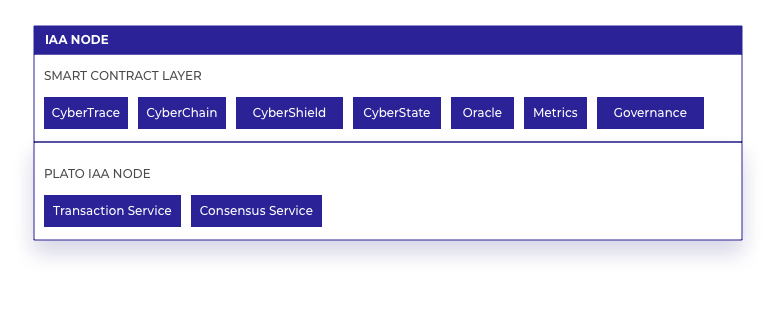 IAA NODE
SMART CONTRACT LAYER
CyberTrace CyberChain CyberShield CyberState Oracle Metrics Governance
PLATO IAA NODE
Transaction Service Consensus Service